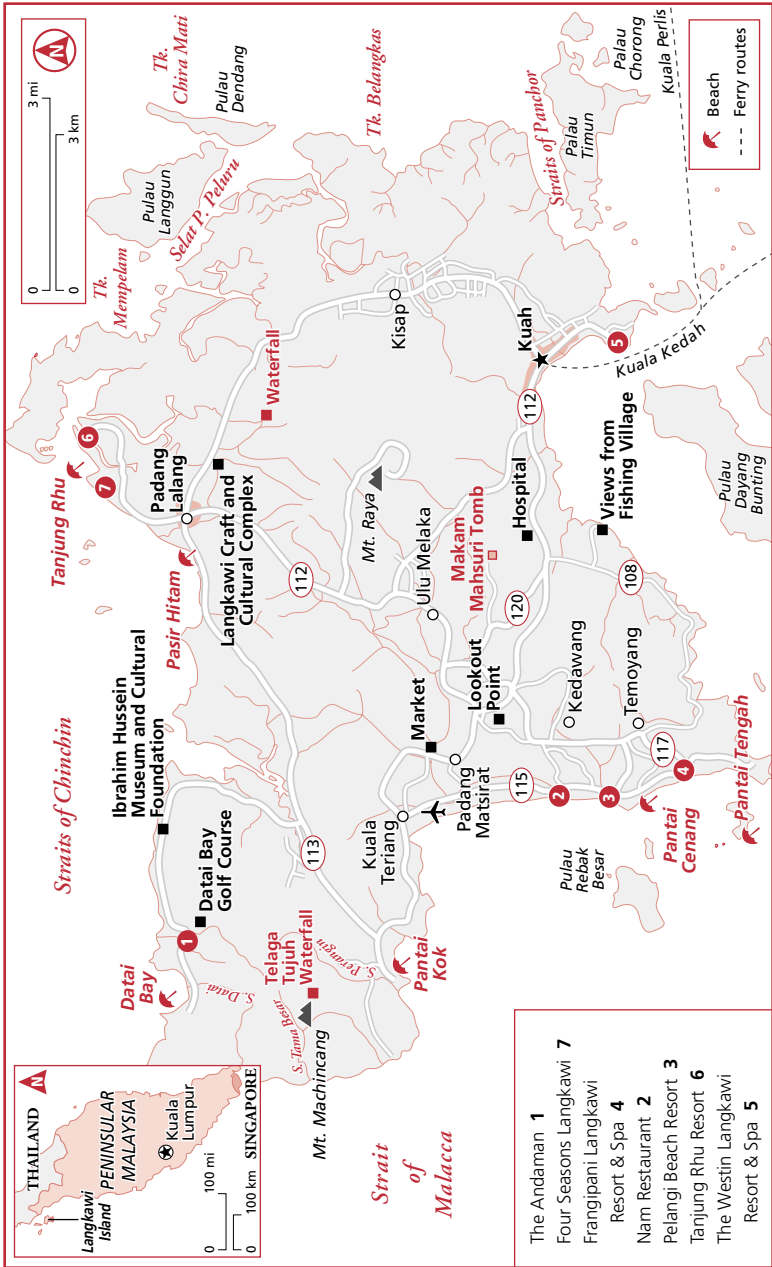 THAILAND
N
Langkawi
Island
PENINSULAR
MALAYSIA
Kuala
Lumpur
SINGAPORE
0 100 mi
0 100 km
Straits of Chinchin
Strait
of
Malacca
Datai
Bay
1
S. Datai
Datai Bay
Golf Course
Ibrahim Hussein
Museum and Cultural
Foundation
Telaga
Tujuh
Waterfall
S. Tama Besar
S. Perangin
Mt. Machincang
Pantai
Kok
113
Pasir Hitam
Tanjung Rhu
7
6
Padang
Lalang
Langkawi Craft and
Cultural Complex
Waterfall
112
Mt. Raya
Tk.
Mempelam
Pulau
Langgun
Selat P. Peluru
Tk.
Chira Mati
Pulau
Dendang
Tk. Belangkas
0 3 mi
0 3 km
N
Kuala
Teriang
Market
Padang
Matsirat
Lookout
Point
Ulu Melaka
Makam
Mahsuri Tomb
Hospital
120
112
Kisap
Kuah
5
Kuala Kedah
Kuala Perlis
Straits of Panchor
Palau
Timun
Palau
Chorong
115
2
3
4
117
Kedawang
Temoyang
108
Views from
Fishing Village
Pulau
Rebak
Besar
Pantai
Cenang
Pantai Tengah
Pulau
Dayang
Bunting
Beach
Ferry routes
The Andaman 1
Four Seasons Langkawi 7
Frangipani Langkawi
Resort & Spa 4
Nam Restaurant 2
Pelangi Beach Resort 3
Tanjung Rhu Resort 6
The Westin Langkawi
Resort & Spa 5